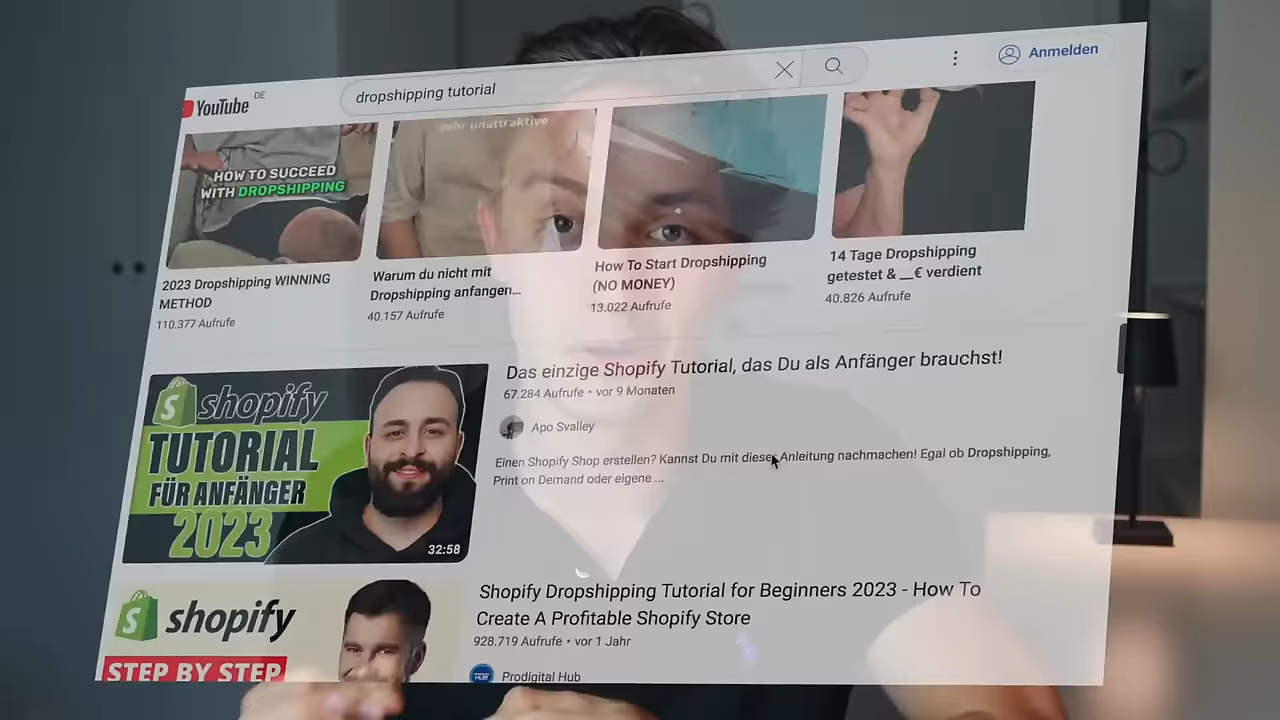 YouTube DE
dropshipping tutorial
Anmelden
sehr unattraktive
HOW TO SUCCEED
WITH DROPSHIPPING
2023 Dropshipping WINNING
METHOD
110.377 Aufrufe
Warum du nicht mit
Dropshipping anfangen...
40.157 Aufrufe
How To Start Dropshipping
(NO MONEY)
13.022 Aufrufe
14 Tage Dropshipping
getestet & __€ verdient
40.826 Aufrufe
shopify
TUTORIAL
FÜR ANFÄNGER
2023
32:58
Das einzige Shopify Tutorial, das Du als Anfänger brauchst!
67.284 Aufrufe • vor 9 Monaten
Apo Svalley
Einen Shopify Shop erstellen? Kannst Du mit dieser Anleitung nachmachen! Egal ob Dropshipping,
Print on Demand oder eigene ...
shopify
STEP BY STEP
Shopify Dropshipping Tutorial for Beginners 2023 - How To
Create A Profitable Shopify Store
928.719 Aufrufe • vor 1 Jahr
Prodigital Hub